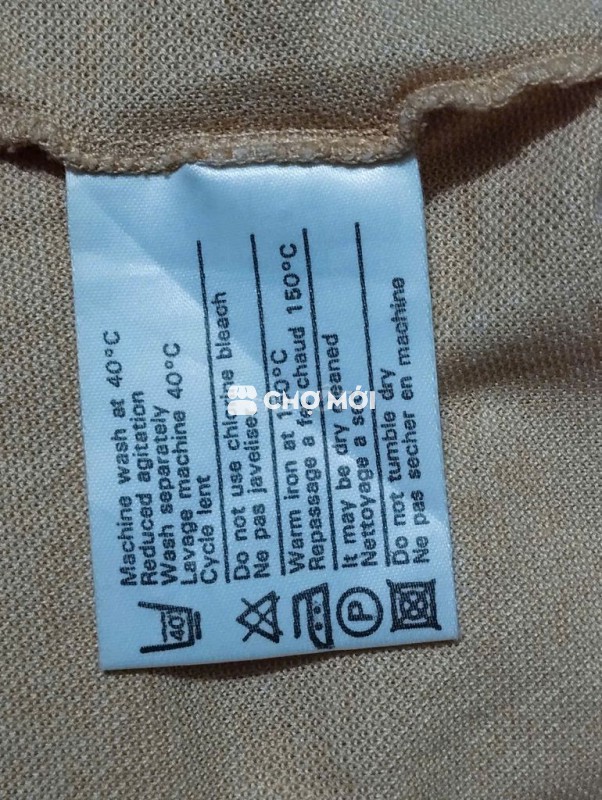 Machine wash at 40°C
Reduced agitation
Wash separately
Lavage machine 40°C
Cycle lent
Do not use chlorine bleach
Ne pas javelise
Warm iron at 150°C
Repassage a fer chaud 150°C
It may be dry cleaned
Nettoyage a sec
Do not tumble dry
Ne pas secher en machine
40°
P
CHỢ MỚI